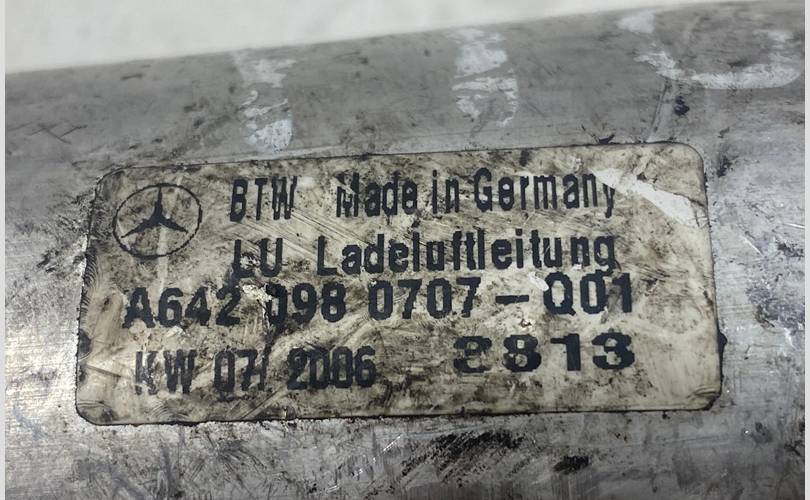 BTW Made in Germany
LU Ladeluftleitung
A642 098 0707-Q01
KW 07/ 2006 3813